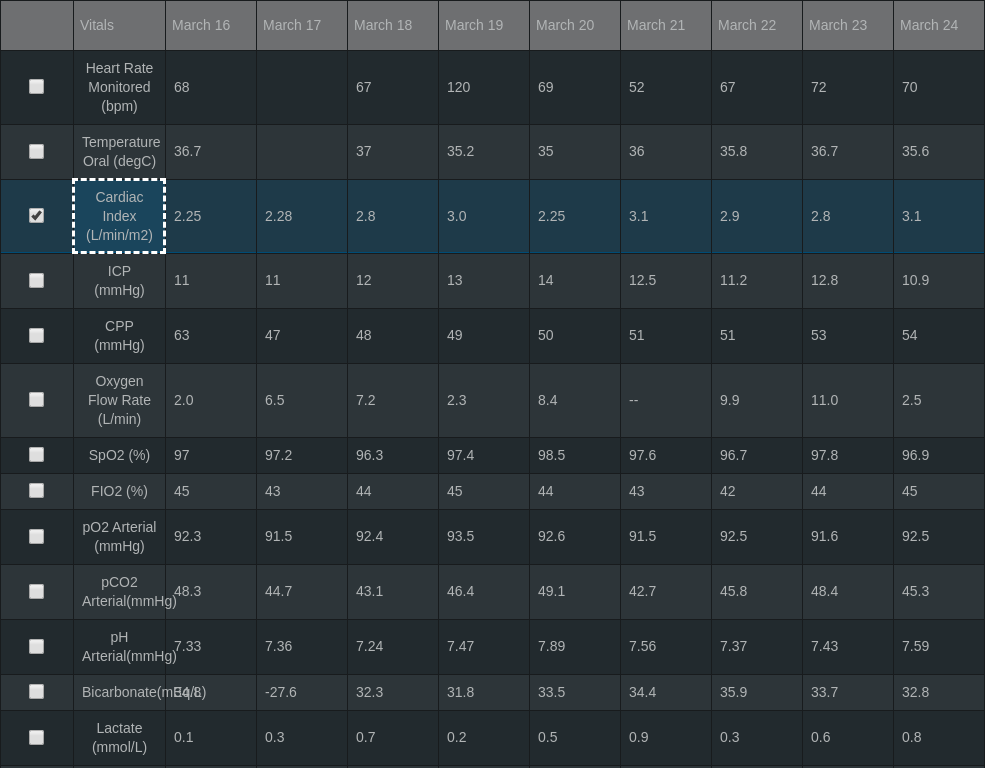 Vitals March 16 March 17 March 18 March 19 March 20 March 21 March 22 March 23 March 24
Heart Rate
Monitored
(bpm)
68 67 120 69 52 67 72 70
Temperature
Oral (degC)
36.7 37 35.2 35 36 35.8 36.7 35.6
Cardiac
Index
(L/min/m2)
2.25 2.28 2.8 3.0 2.25 3.1 2.9 2.8 3.1
ICP
(mmHg)
11 11 12 13 14 12.5 11.2 12.8 10.9
CPP
(mmHg)
63 47 48 49 50 51 51 53 54
Oxygen
Flow Rate
(L/min)
2.0 6.5 7.2 2.3 8.4 -- 9.9 11.0 2.5
SpO2 (%) 97 97.2 96.3 97.4 98.5 97.6 96.7 97.8 96.9
FIO2 (%) 45 43 44 45 44 43 42 44 45
pO2 Arterial
(mmHg)
92.3 91.5 92.4 93.5 92.6 91.5 92.5 91.6 92.5
pCO2
Arterial(mmHg)
48.3 44.7 43.1 46.4 49.1 42.7 45.8 48.4 45.3
pH
Arterial(mmHg)
7.33 7.36 7.24 7.47 7.89 7.56 7.37 7.43 7.59
Bicarbonate(mEq/L) -27.6 32.3 31.8 33.5 34.4 35.9 33.7 32.8
Lactate
(mmol/L)
0.1 0.3 0.7 0.2 0.5 0.9 0.3 0.6 0.8